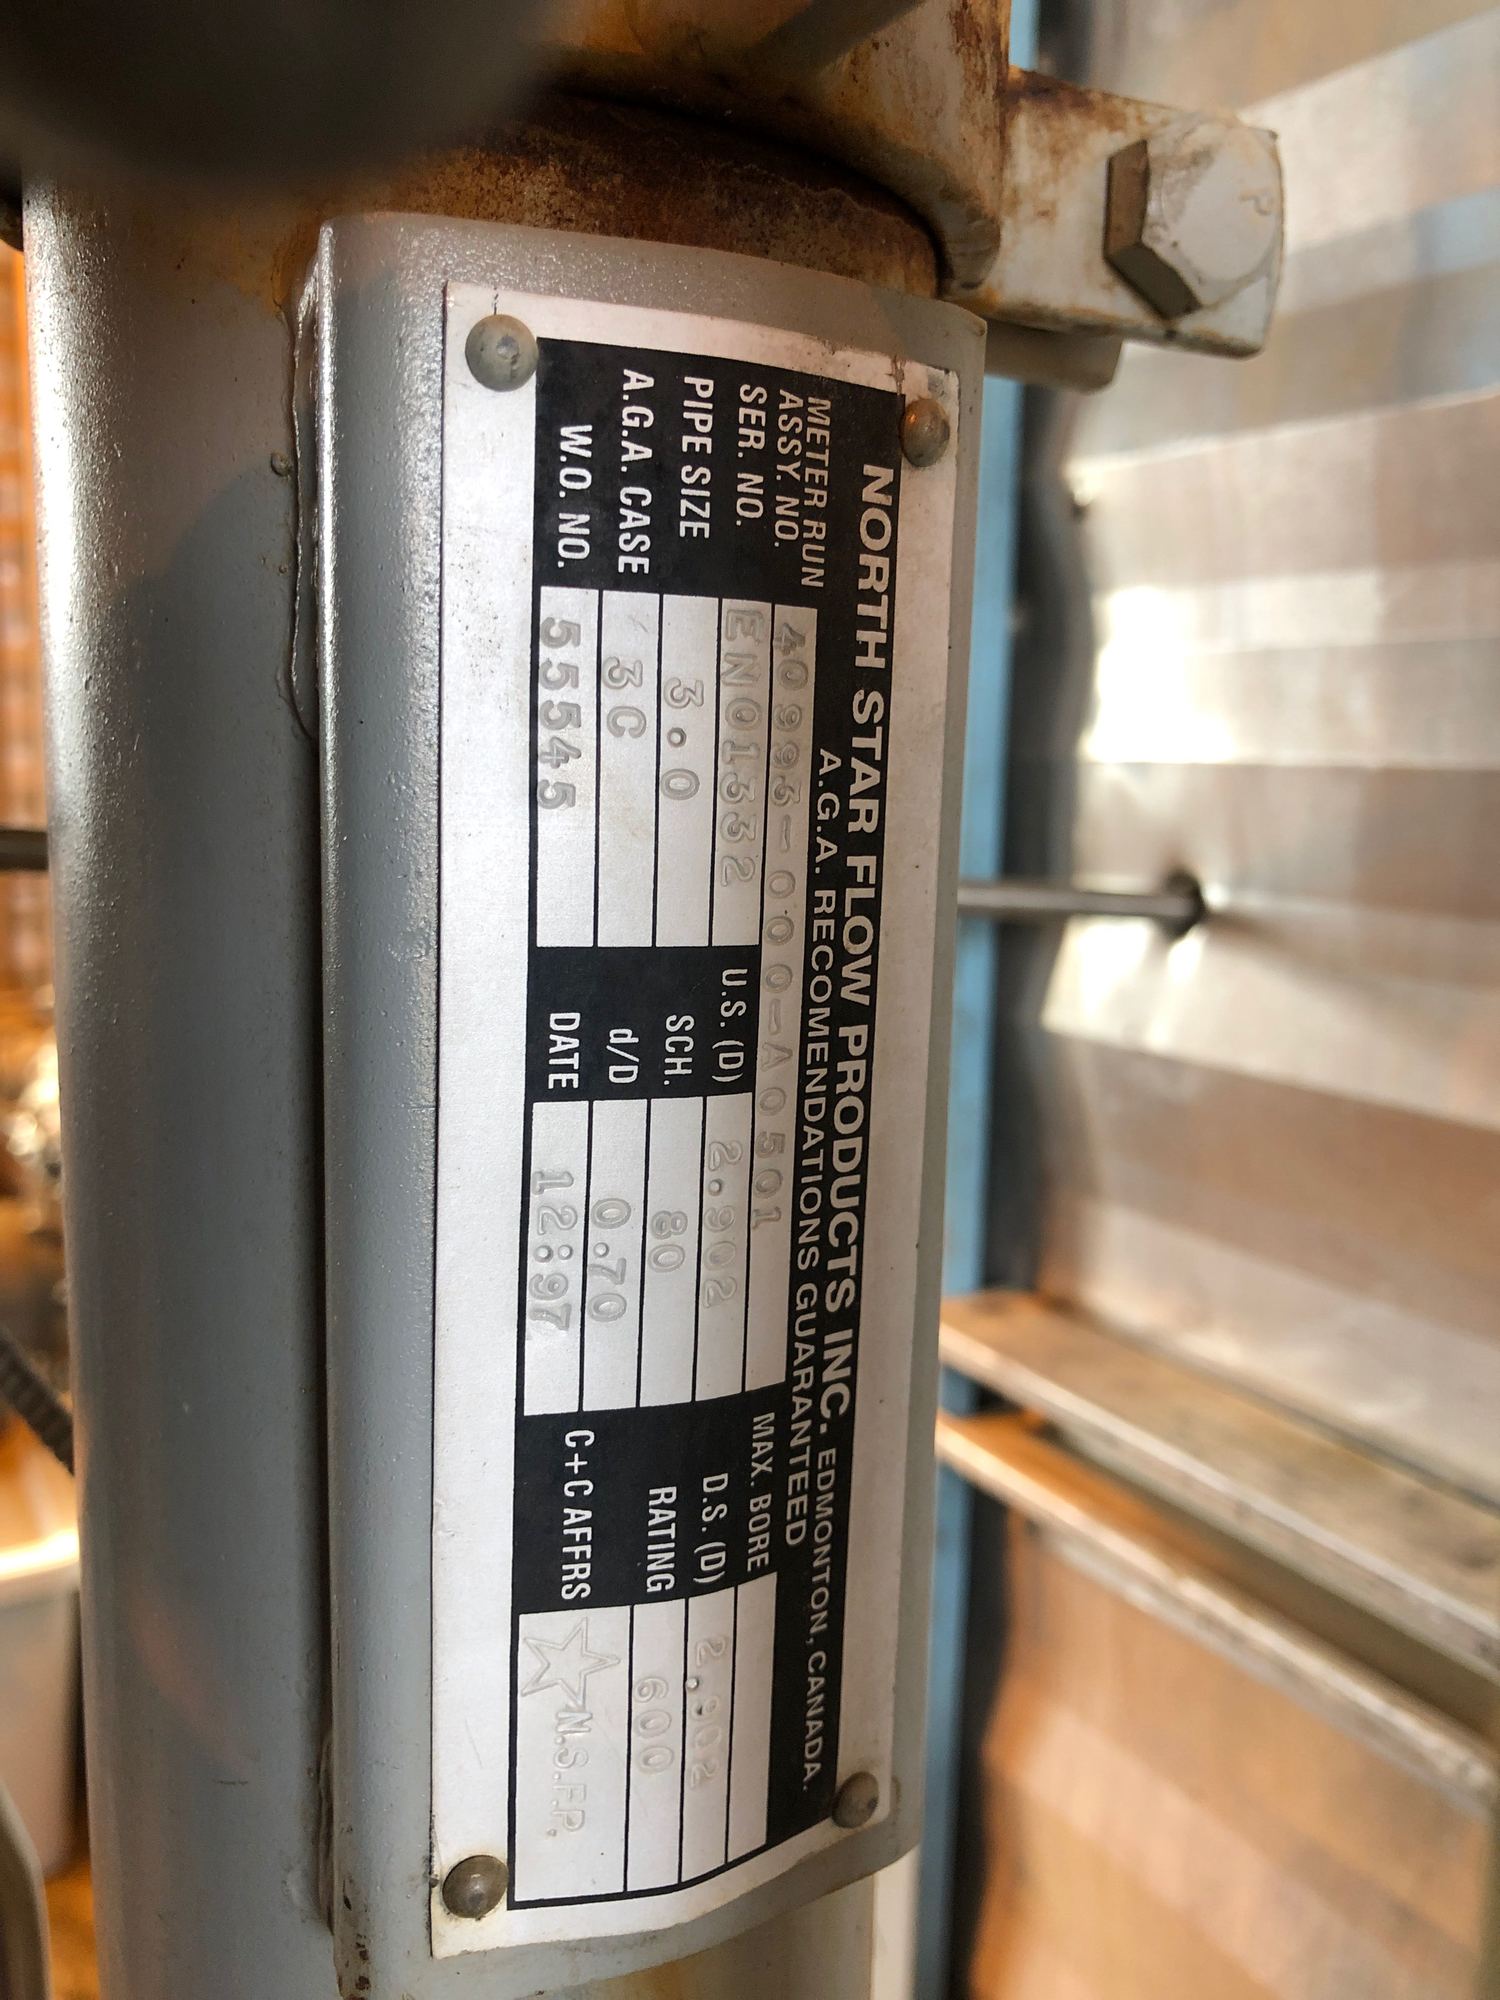 NORTH STAR FLOW PRODUCTS INC. EDMONTON, CANADA.
A.G.A. RECOMENDATIONS GUARANTEED
METER RUN ASSY. NO. 40993-000-A0501 MAX. BORE
SER. NO. EN01332 U.S. (D) 2.902 D.S. (D) 2.902
PIPE SIZE 3.0 SCH. 80 RATING 600
A.G.A. CASE 3C d/D 0.70 C+C AFFRS N.S.F.P.
W.O. NO. 55545 DATE 12:97